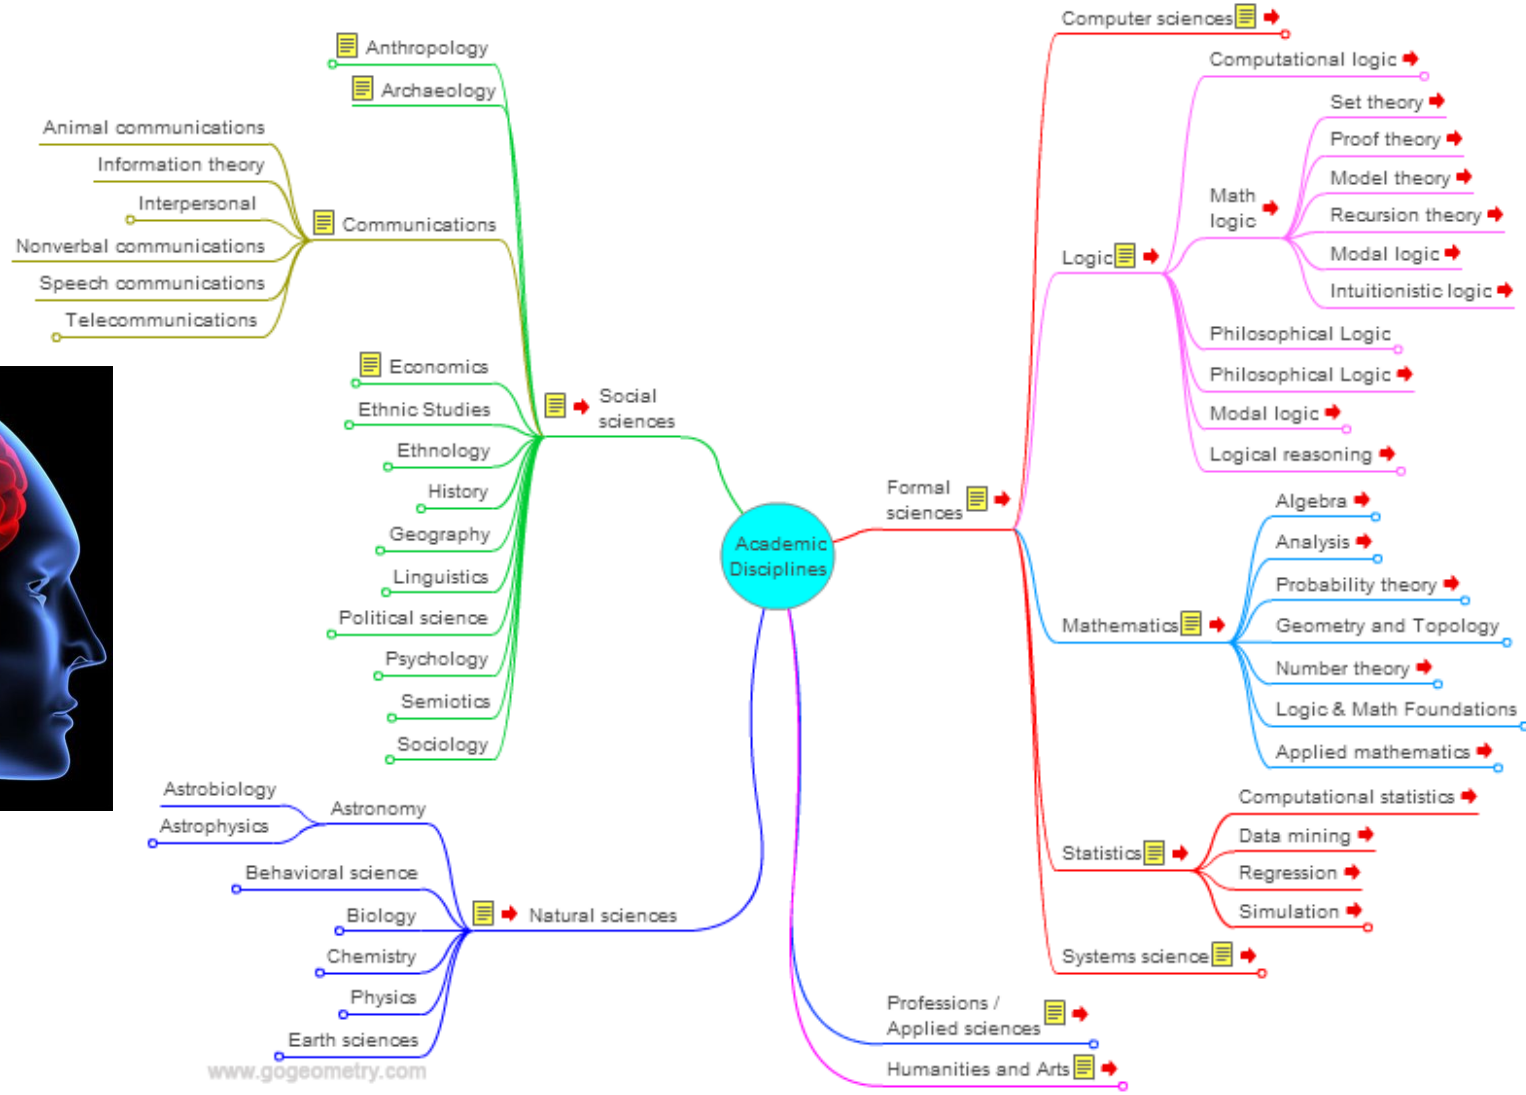 Academic
Disciplines
Social
sciences
Anthropology
Archaeology
Communications
Animal communications
Information theory
Interpersonal
Nonverbal communications
Speech communications
Telecommunications
Economics
Ethnic Studies
Ethnology
History
Geography
Linguistics
Political science
Psychology
Semiotics
Sociology
Natural sciences
Astronomy
Astrobiology
Astrophysics
Behavioral science
Biology
Chemistry
Physics
Earth sciences
www.gogeometry.com
Formal
sciences
Computer sciences
Logic
Computational logic
Math
logic
Set theory
Proof theory
Model theory
Recursion theory
Modal logic
Intuitionistic logic
Philosophical Logic
Philosophical Logic
Modal logic
Logical reasoning
Mathematics
Algebra
Analysis
Probability theory
Geometry and Topology
Number theory
Logic & Math Foundations
Applied mathematics
Statistics
Computational statistics
Data mining
Regression
Simulation
Systems science
Professions /
Applied sciences
Humanities and Arts